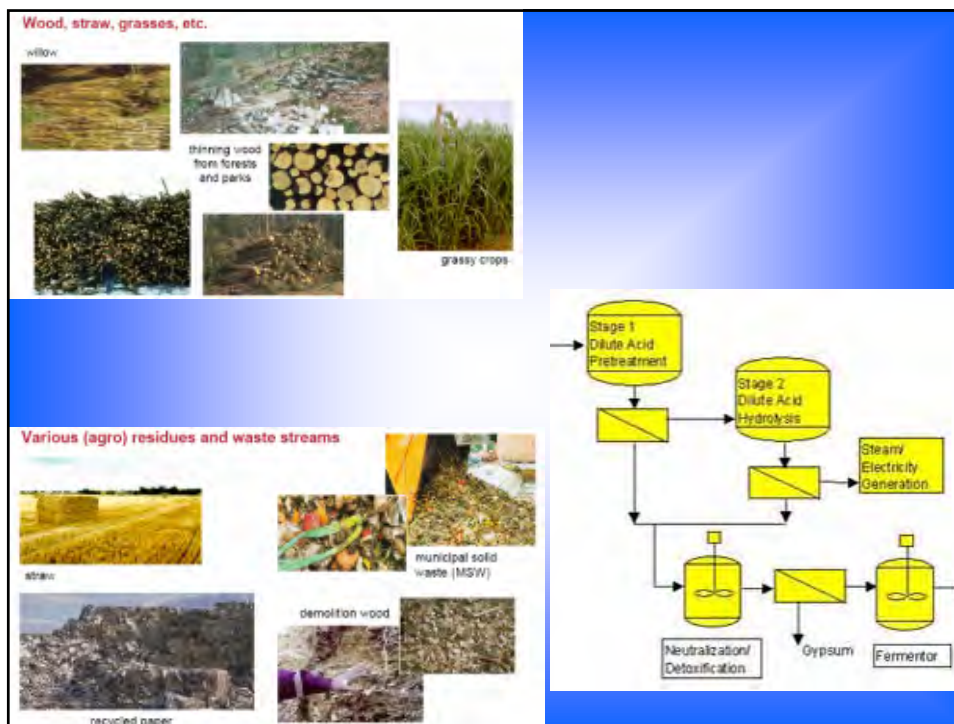 Wood, straw, grasses, etc.
willow
thinning wood
from forests
and parks
grassy crops
Stage 1
Dilute Acid
Pretreatment
Stage 2
Dilute Acid
Hydrolysis
Steam/
Electricity
Generation
Neutralization/
Detoxification
Gypsum
Fermentor
Various (agro) residues and waste streams
straw
municipal solid
waste (MSW)
demolition wood
recycled paper